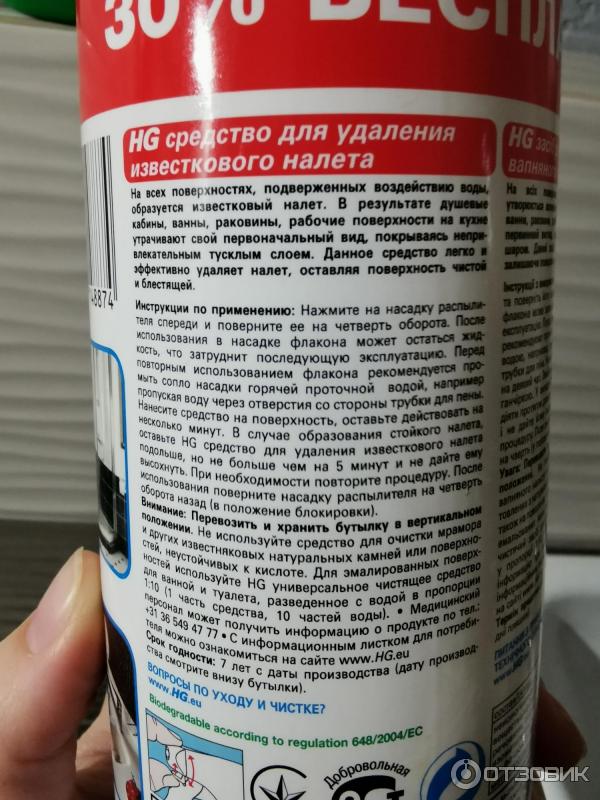 30% БЕСПЛ
HG средство для удаления
известкового налета
На всех поверхностях, подверженных воздействию воды,
образуется известковый налет. В результате душевые
кабины, ванны, раковины, рабочие поверхности на кухне
утрачивают свой первоначальный вид, покрываясь непри-
влекательным тусклым слоем. Данное средство легко и
эффективно удаляет налет, оставляя поверхность чистой
и блестящей.
Инструкции по применению: Нажмите на насадку распыли-
теля спереди и поверните ее на четверть оборота. После
использования в насадке флакона может остаться жид-
кость, что затруднит последующую эксплуатацию. Перед
повторным использованием флакона рекомендуется про-
мыть сопло насадки горячей проточной водой, например
пропуская воду через отверстия со стороны трубки для пены.
Нанесите средство на поверхность, оставьте действовать на
несколько минут. В случае образования стойкого налета,
оставьте HG средство для удаления известкового налета
подольше, но не больше чем на 5 минут и не дайте ему
высохнуть. При необходимости повторите процедуру. После
использования поверните насадку распылителя на четверть
оборота назад (в положение блокировки).
Внимание: Перевозить и хранить бутылку в вертикальном
положении. Не используйте средство для очистки мрамора
и других известняковых натуральных камней или поверхно-
стей, неустойчивых к кислоте. Для эмалированных поверх-
ностей используйте HG универсальное чистящее средство
для ванной и туалета, разведенное с водой в пропорции
1:10 (1 часть средства, 10 частей воды). • Медицинский
персонал может получить информацию о продукте по тел.:
+31 36 549 47 77 • С информационным листком для потреби-
теля можно ознакомиться на сайте www.HG.eu
Срок годности: 7 лет с даты производства (дату производ-
ства смотрите внизу бутылки).
ВОПРОСЫ ПО УХОДУ И ЧИСТКЕ?
www.HG.eu
Biodegradable according to regulation 648/2004/EC
Добровольная
48874
HG
ОТЗОВИК